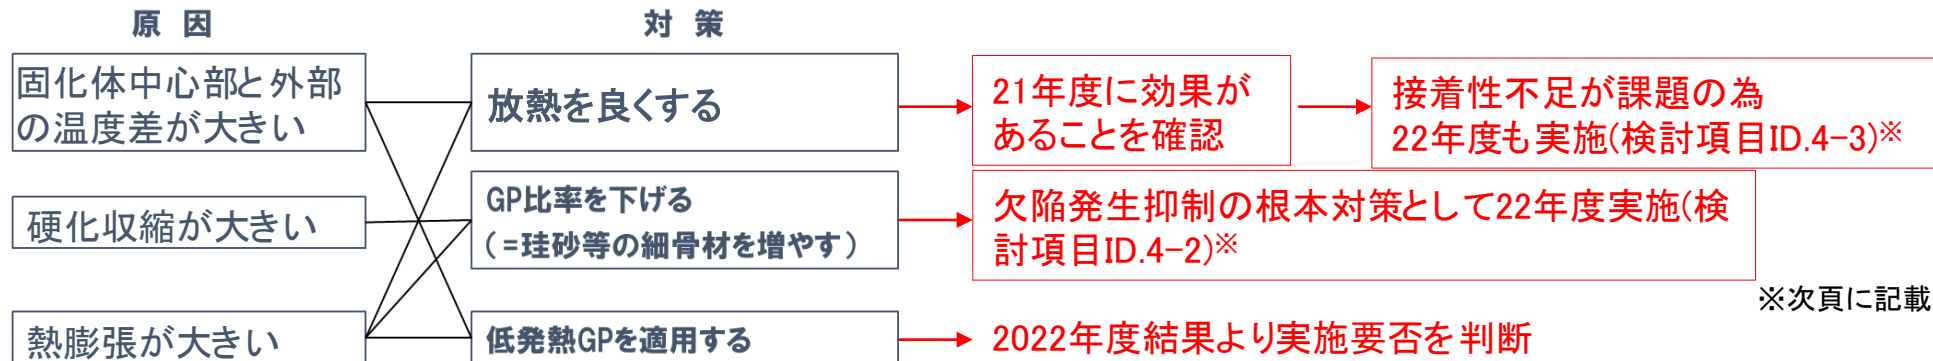 原 因
対 策
固化体中心部と外部
の温度差が大きい
放熱を良くする
21年度に効果が
あることを確認
接着性不足が課題の為
22年度も実施(検討項目ID.4-3)※
硬化収縮が大きい
GP比率を下げる
(=珪砂等の細骨材を増やす)
欠陥発生抑制の根本対策として22年度実施(検
討項目ID.4-2)※
※次頁に記載
熱膨張が大きい
低発熱GPを適用する
2022年度結果より実施要否を判断